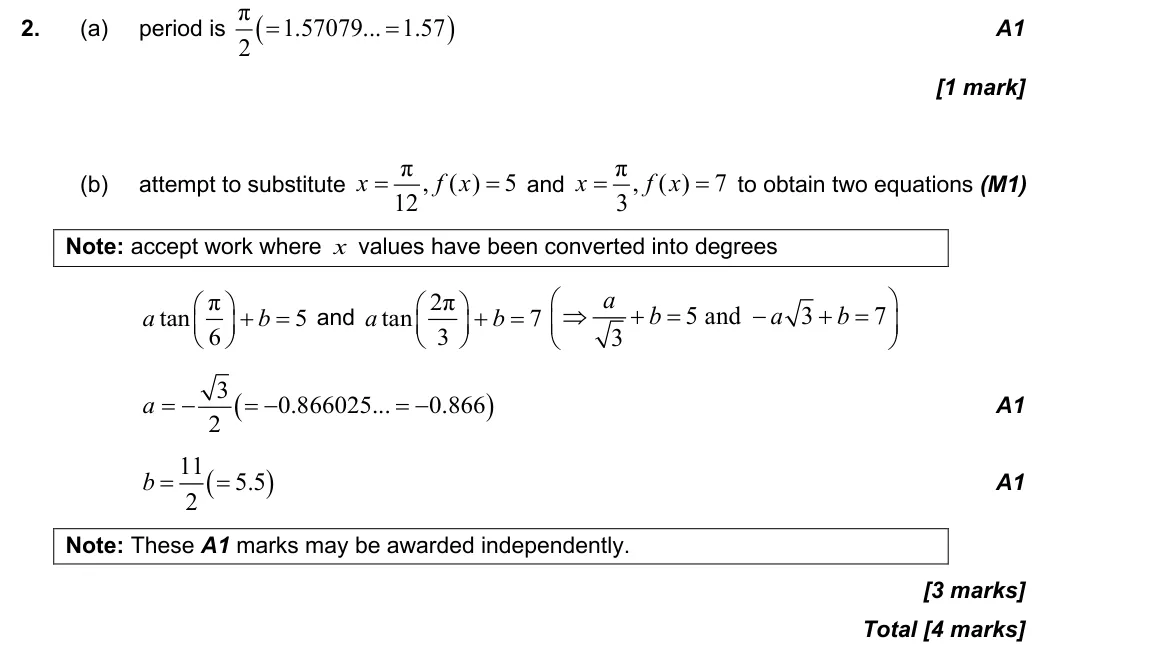 2. (a) period is π/2 (= 1.57079... = 1.57) A1
[1 mark]
(b) attempt to substitute x = π/12, f(x) = 5 and x = π/3, f(x) = 7 to obtain two equations (M1)
Note: accept work where x values have been converted into degrees
a tan(π/6) + b = 5 and a tan(2π/3) + b = 7 (⇒ a/√3 + b = 5 and −a√3 + b = 7)
a = −√3/2 (= −0.866025... = −0.866) A1
b = 11/2 (= 5.5) A1
Note: These A1 marks may be awarded independently.
[3 marks]
Total [4 marks]